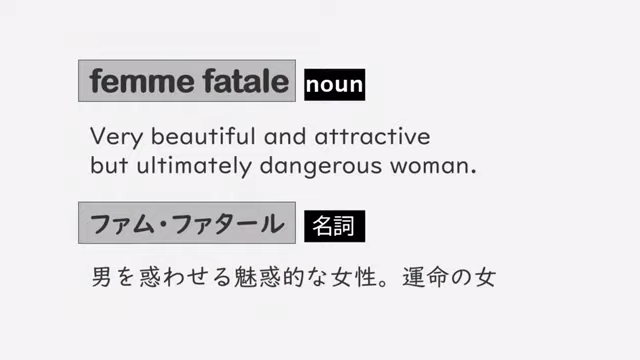 femme fatale noun
Very beautiful and attractive
but ultimately dangerous woman.
ファム・ファタール 名詞
男を惑わせる魅惑的な女性。運命の女